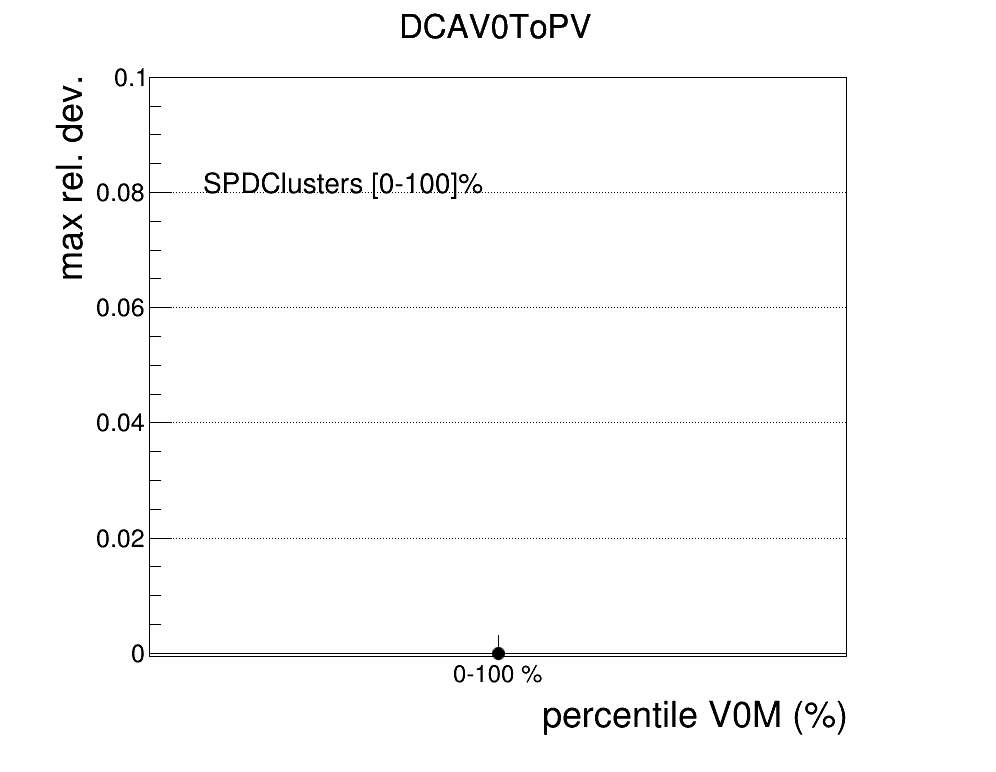 DCAV0ToPV
max rel. dev.
0.1
SPDClusters [0-100]%
0.08
0.06
0.04
0.02
0
0-100 %
percentile V0M (%)